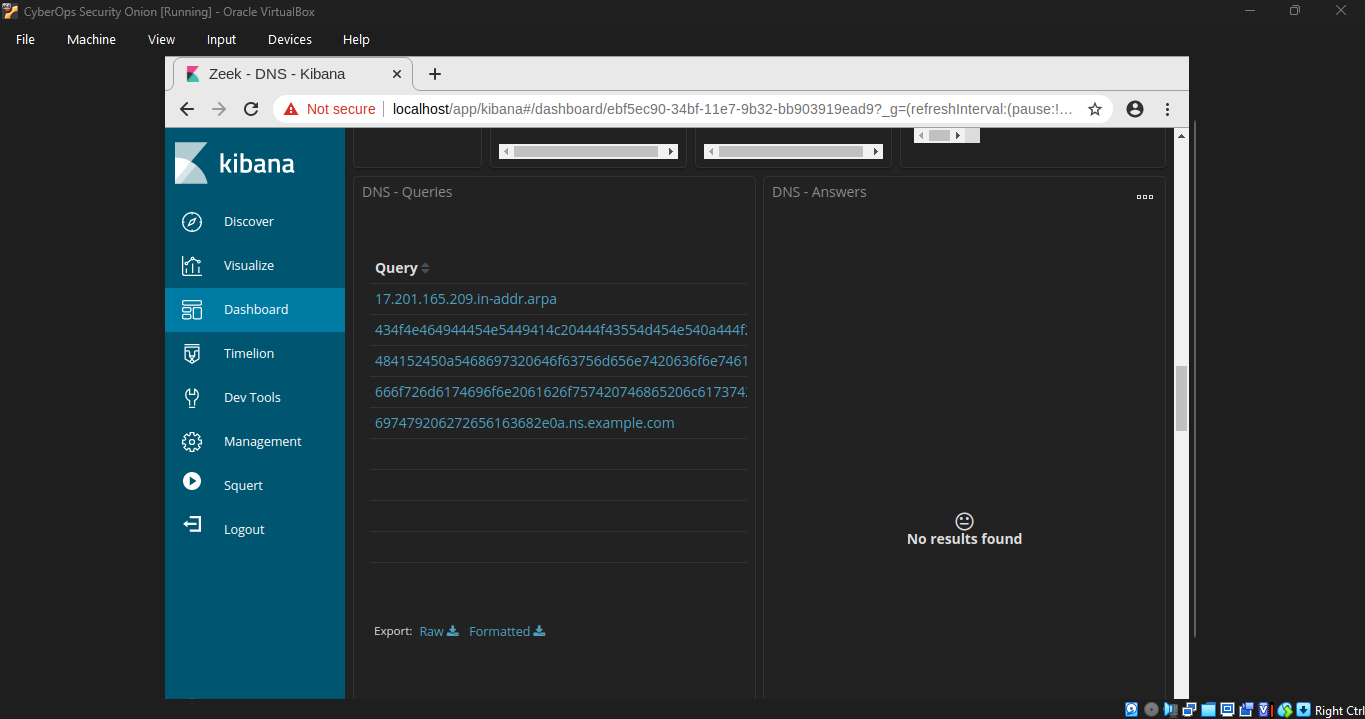 CyberOps Security Onion [Running] - Oracle VirtualBox
File Machine View Input Devices Help
Zeek - DNS - Kibana
Not secure localhost/app/kibana#/dashboard/ebf5ec90-34bf-11e7-9b32-bb903919ead9?_g=(refreshInterval:(pause:!...
kibana
Discover
Visualize
Dashboard
Timelion
Dev Tools
Management
Squert
Logout
DNS - Queries
Query
17.201.165.209.in-addr.arpa
434f4e464944454e5449414c20444f43554d454e540a444f2
484152450a5468697320646f63756d656e7420636f6e7461
666f726d6174696f6e2061626f757420746865206c617374
697479206272656163682e0a.ns.example.com
Export: Raw Formatted
DNS - Answers
No results found
Right Ctrl